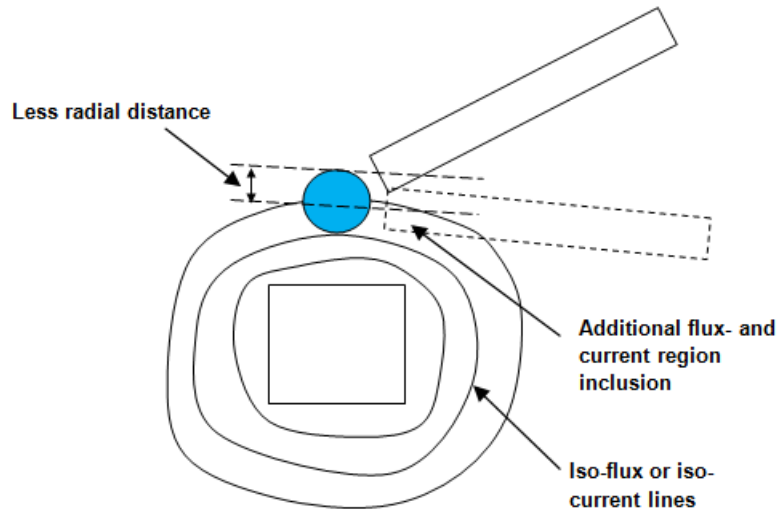 Less radial distance
Additional flux- and
current region
inclusion
Iso-flux or iso-
current lines